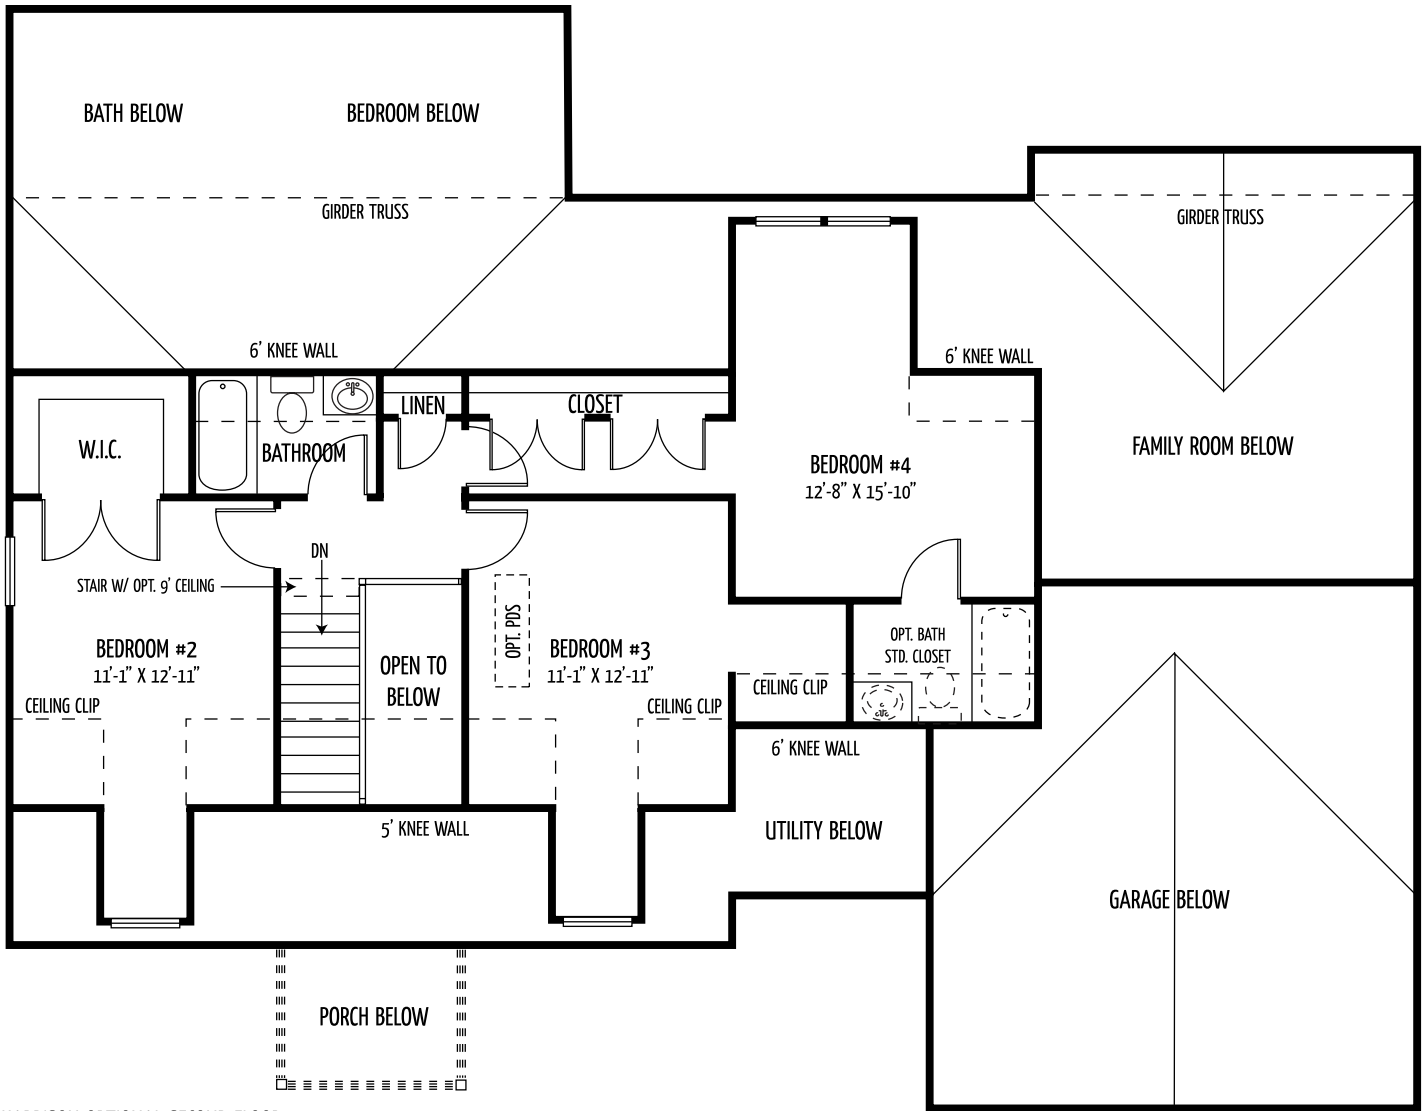 BATH BELOW
BEDROOM BELOW
GIRDER TRUSS
GIRDER TRUSS
6' KNEE WALL
6' KNEE WALL
LINEN
CLOSET
W.I.C.
BATHROOM
FAMILY ROOM BELOW
BEDROOM #4
12'-8" X 15'-10"
DN
STAIR W/ OPT. 9' CEILING
BEDROOM #2
11'-1" X 12'-11"
CEILING CLIP
OPEN TO
BELOW
OPT. PDS
BEDROOM #3
11'-1" X 12'-11"
CEILING CLIP
CEILING CLIP
OPT. BATH
STD. CLOSET
6' KNEE WALL
5' KNEE WALL
UTILITY BELOW
GARAGE BELOW
PORCH BELOW